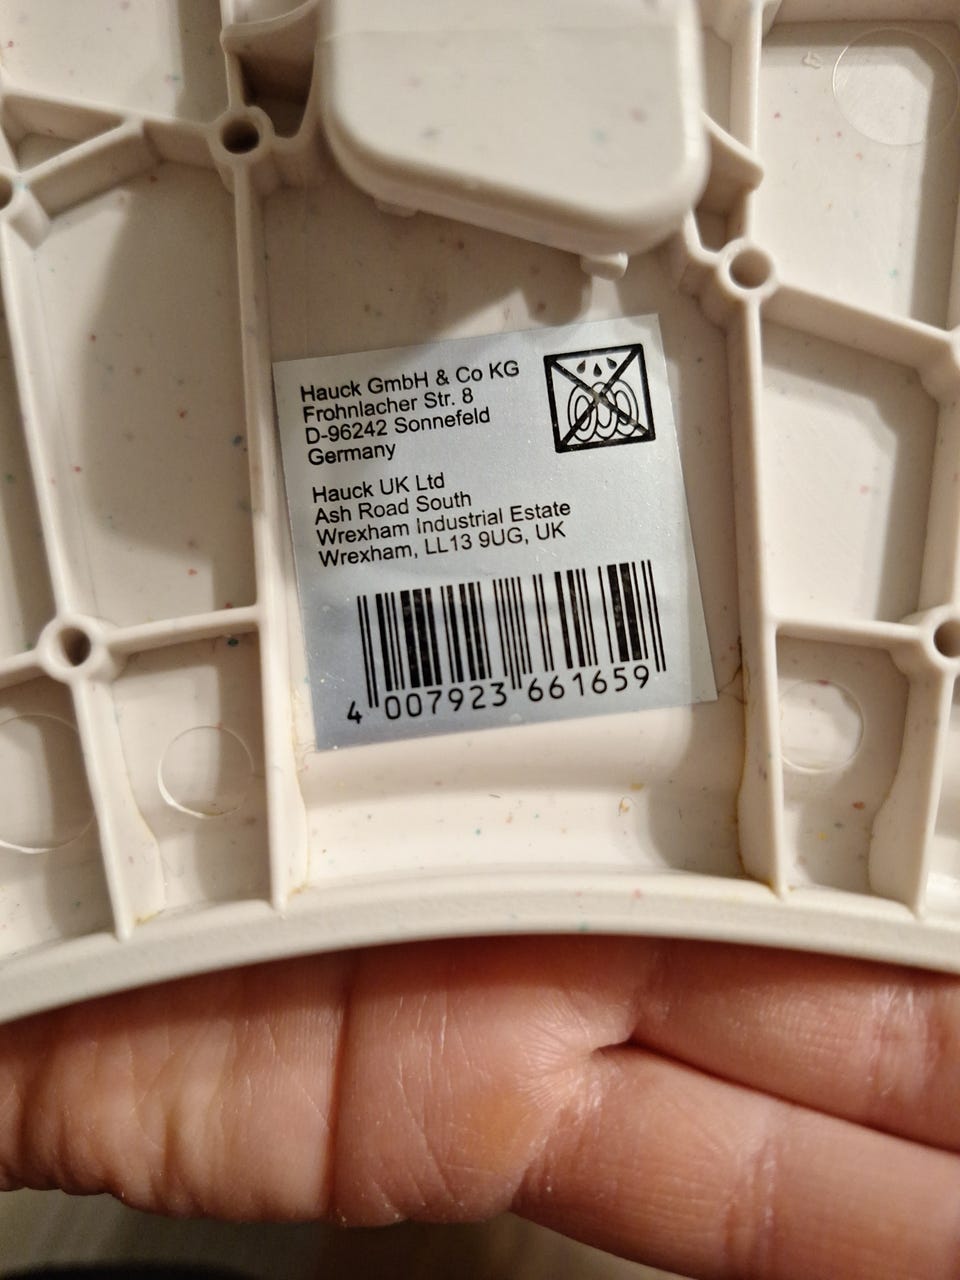 Hauck GmbH & Co KG
Frohnlacher Str. 8
D-96242 Sonnefeld
Germany
Hauck UK Ltd
Ash Road South
Wrexham Industrial Estate
Wrexham, LL13 9UG, UK
4 007923 661659